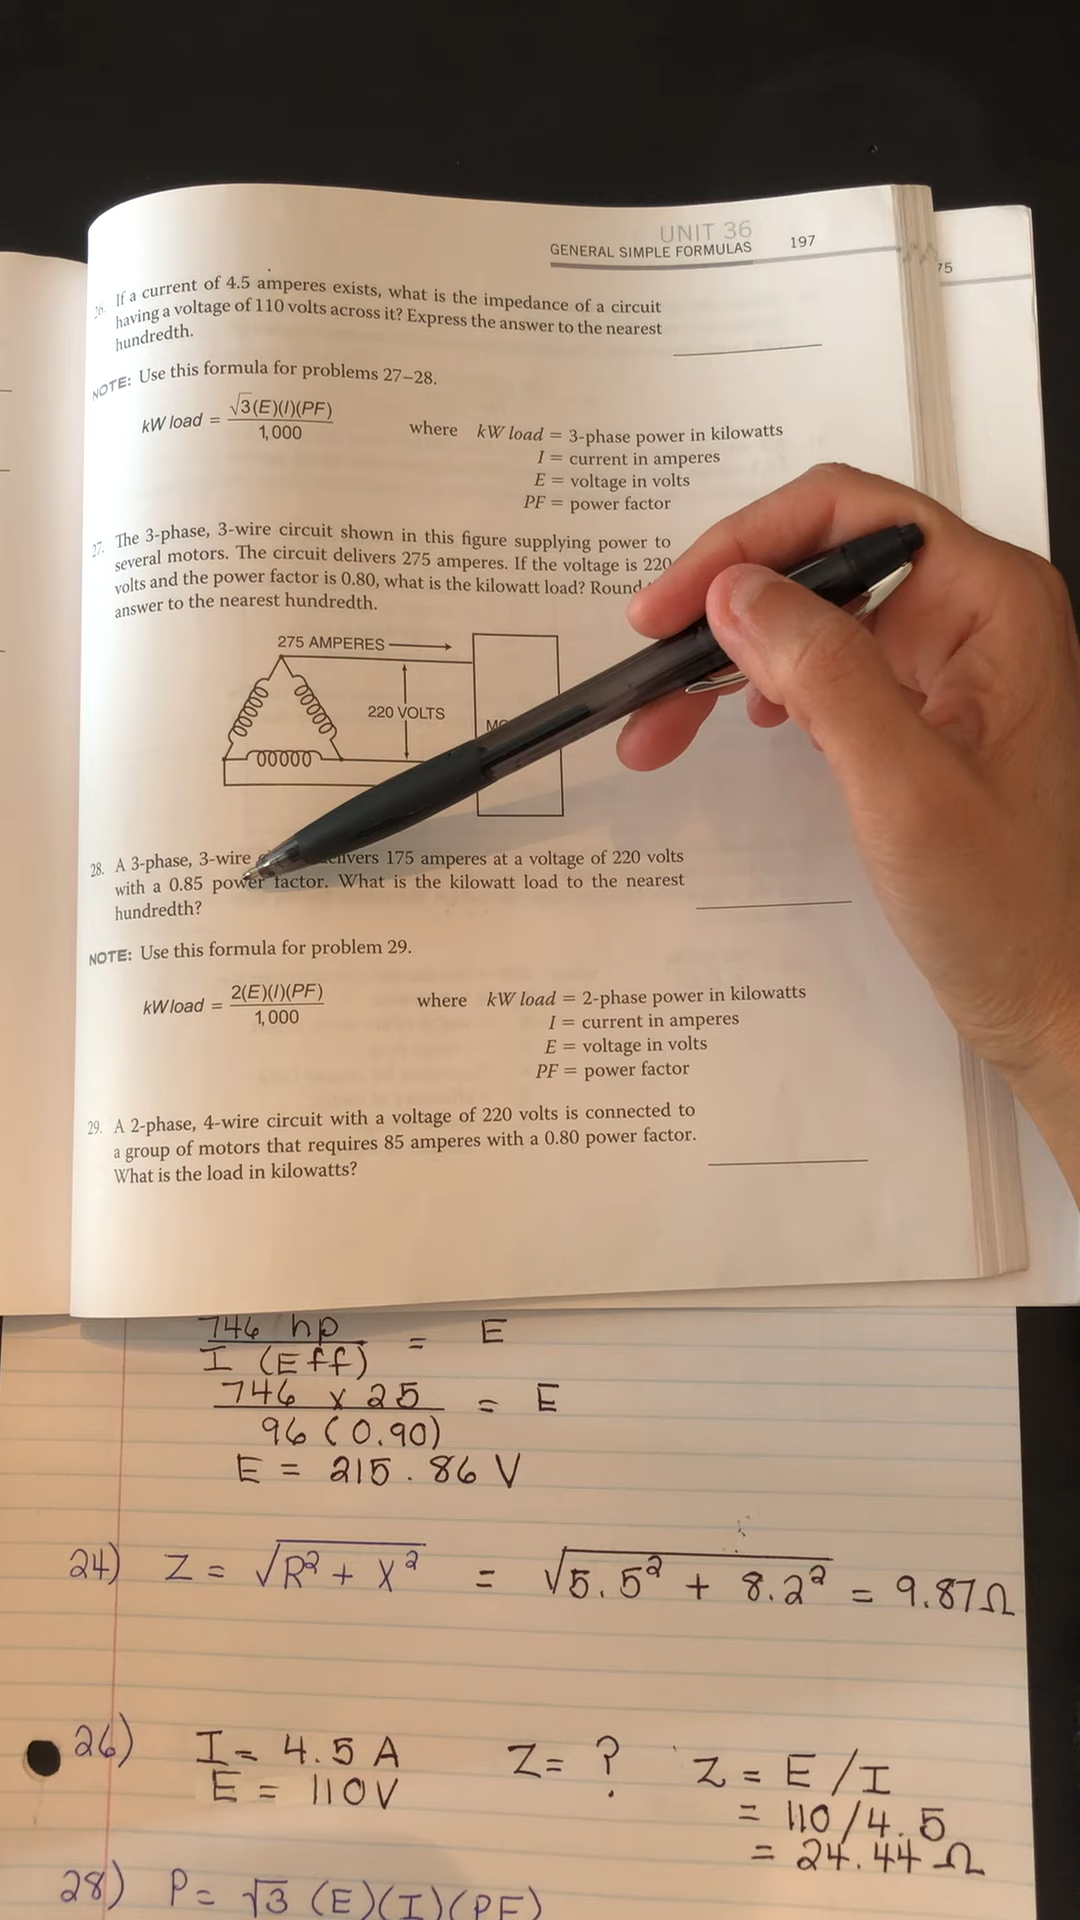 UNIT 36
GENERAL SIMPLE FORMULAS 197
75
26. If a current of 4.5 amperes exists, what is the impedance of a circuit
having a voltage of 110 volts across it? Express the answer to the nearest
hundredth.
NOTE: Use this formula for problems 27–28.
kW load = √3(E)(I)(PF) / 1,000 where kW load = 3-phase power in kilowatts
I = current in amperes
E = voltage in volts
PF = power factor
27. The 3-phase, 3-wire circuit shown in this figure supplying power to
several motors. The circuit delivers 275 amperes. If the voltage is 220
volts and the power factor is 0.80, what is the kilowatt load? Round
answer to the nearest hundredth.
275 AMPERES
220 VOLTS
28. A 3-phase, 3-wire 175 amperes at a voltage of 220 volts
with a 0.85 power factor. What is the kilowatt load to the nearest
hundredth?
NOTE: Use this formula for problem 29.
kW load = 2(E)(I)(PF) / 1,000 where kW load = 2-phase power in kilowatts
I = current in amperes
E = voltage in volts
PF = power factor
29. A 2-phase, 4-wire circuit with a voltage of 220 volts is connected to
a group of motors that requires 85 amperes with a 0.80 power factor.
What is the load in kilowatts?
746 hp / I (Eff) = E
746 x 25 / 96 (0.90) = E
E = 215.86 V
24) Z = √R² + X² = √5.5² + 8.2² = 9.87Ω
26) I = 4.5 A Z = ? Z = E/I
E = 110V = 110/4.5
= 24.44 Ω
28) P = √3 (E)(I)(PF)